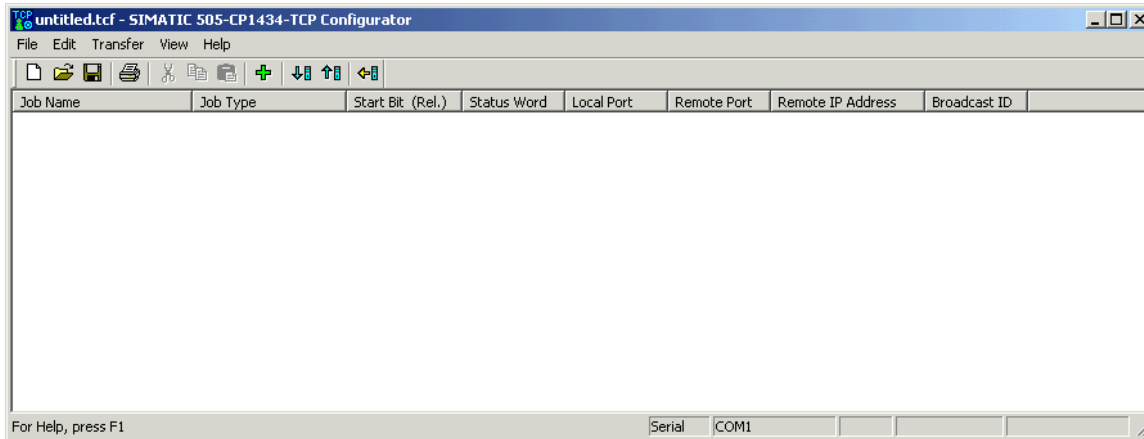 TCP untitled.tcf - SIMATIC 505-CP1434-TCP Configurator
File Edit Transfer View Help
Job Name Job Type Start Bit (Rel.) Status Word Local Port Remote Port Remote IP Address Broadcast ID
For Help, press F1 Serial COM1